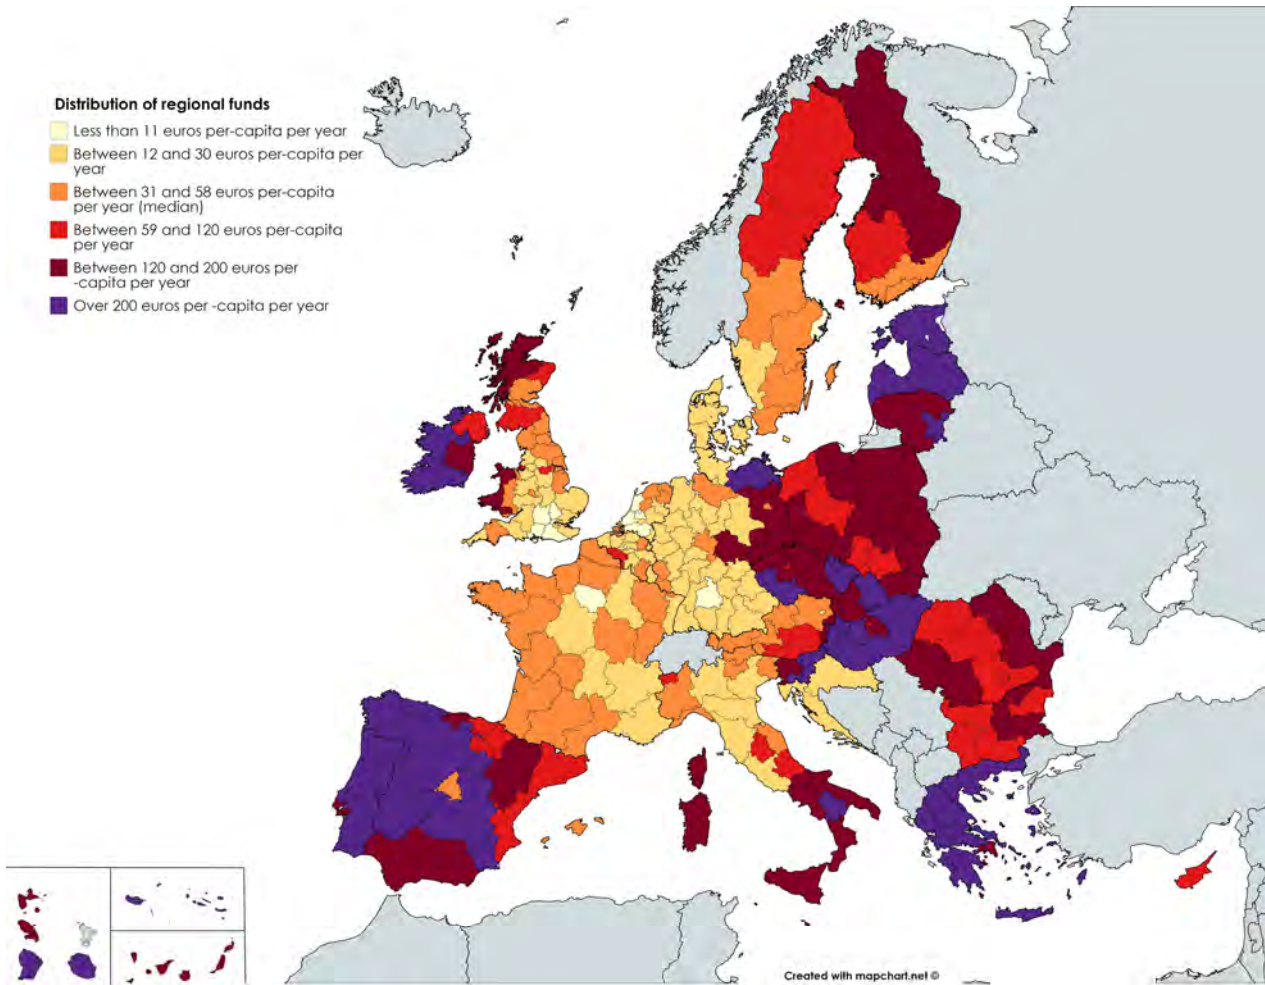 Distribution of regional funds
Less than 11 euros per-capita per year
Between 12 and 30 euros per-capita per
year
Between 31 and 58 euros per-capita
per year (median)
Between 59 and 120 euros per-capita
per year
Between 120 and 200 euros per
-capita per year
Over 200 euros per -capita per year
Created with mapchart.net ©